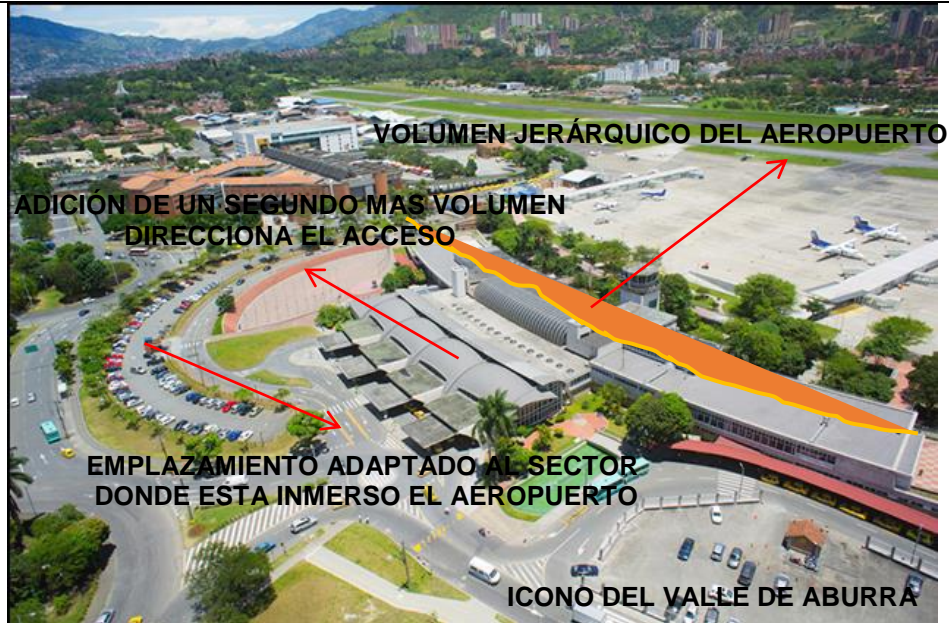 VOLUMEN JERÁRQUICO DEL AEROPUERTO
ADICIÓN DE UN SEGUNDO MAS VOLUMEN
DIRECCIONA EL ACCESO
EMPLAZAMIENTO ADAPTADO AL SECTOR
DONDE ESTA INMERSO EL AEROPUERTO
ICONO DEL VALLE DE ABURRA